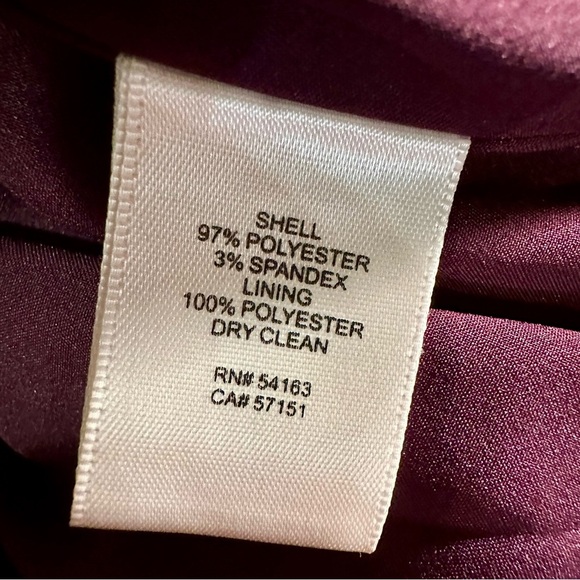 SHELL
97% POLYESTER
3% SPANDEX
LINING
100% POLYESTER
DRY CLEAN
RN# 54163
CA# 57151